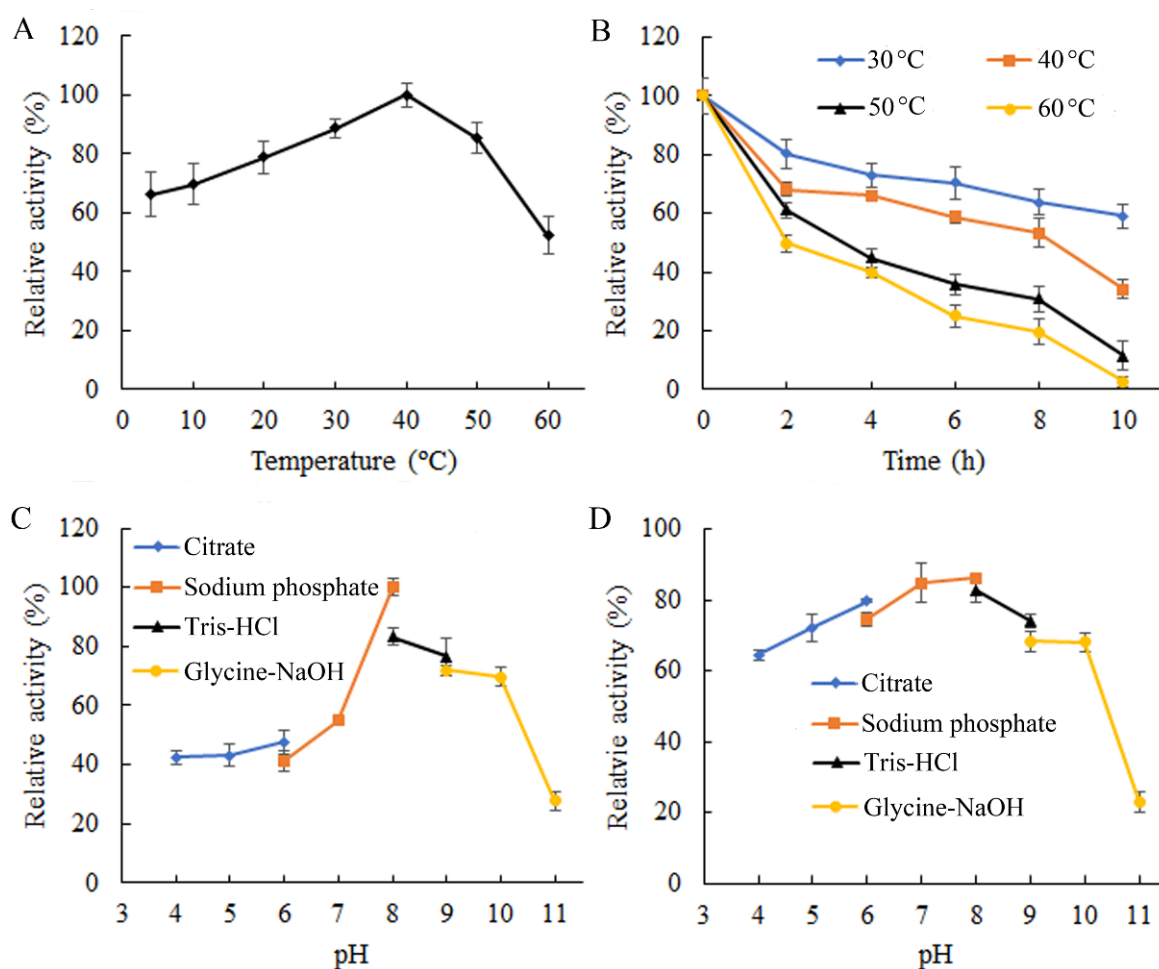 A
120
100
80
60
40
20
0
Relative activity (%)
0 10 20 30 40 50 60
Temperature (°C)
B
120
100
80
60
40
20
0
Relative activity (%)
30°C 40°C
50°C 60°C
0 2 4 6 8 10
Time (h)
C
120
100
80
60
40
20
0
Relative activity (%)
Citrate
Sodium phosphate
Tris-HCl
Glycine-NaOH
3 4 5 6 7 8 9 10 11
pH
D
100
80
60
40
20
0
Relatvie activity (%)
Citrate
Sodium phosphate
Tris-HCl
Glycine-NaOH
3 4 5 6 7 8 9 10 11
pH